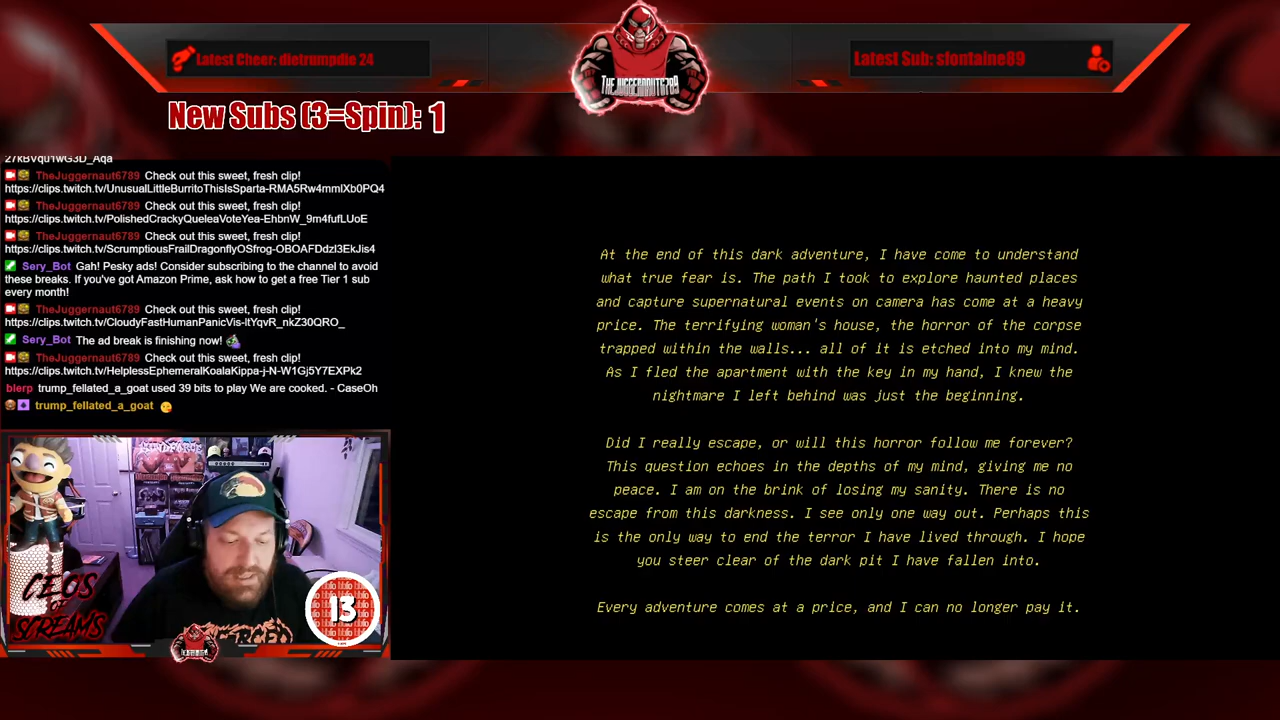 Latest Cheer: dietrumpdie 24
THEJUGGERNAUT6789
Latest Sub: sfontaine89
New Subs (3=Spin): 1
27kBVqu1wG3D_Aqa
TheJuggernaut6789 Check out this sweet, fresh clip!
https://clips.twitch.tv/UnusualLittleBurritoThisIsSparta-RMA5Rw4mmlXb0PQ4
TheJuggernaut6789 Check out this sweet, fresh clip!
https://clips.twitch.tv/PolishedCrackyQueleaVoteYea-EhbnW_9m4fufLUoE
TheJuggernaut6789 Check out this sweet, fresh clip!
https://clips.twitch.tv/ScrumptiousFrailDragonflyOSfrog-OBOAFDdzl3EkJis4
Sery_Bot Gah! Pesky ads! Consider subscribing to the channel to avoid
these breaks. If you've got Amazon Prime, ask how to get a free Tier 1 sub
every month!
TheJuggernaut6789 Check out this sweet, fresh clip!
https://clips.twitch.tv/CloudyFastHumanPanicVis-ltYqvR_nkZ30QRO_
Sery_Bot The ad break is finishing now!
TheJuggernaut6789 Check out this sweet, fresh clip!
https://clips.twitch.tv/HelplessEphemeralKoalaKippa-j-N-W1Gj5Y7EXPk2
blerp trump_fellated_a_goat used 39 bits to play We are cooked. - CaseOh
trump_fellated_a_goat
At the end of this dark adventure, I have come to understand
what true fear is. The path I took to explore haunted places
and capture supernatural events on camera has come at a heavy
price. The terrifying woman's house, the horror of the corpse
trapped within the walls... all of it is etched into my mind.
As I fled the apartment with the key in my hand, I knew the
nightmare I left behind was just the beginning.
Did I really escape, or will this horror follow me forever?
This question echoes in the depths of my mind, giving me no
peace. I am on the brink of losing my sanity. There is no
escape from this darkness. I see only one way out. Perhaps this
is the only way to end the terror I have lived through. I hope
you steer clear of the dark pit I have fallen into.
Every adventure comes at a price, and I can no longer pay it.
CEOS
OF
SCREAMS
13